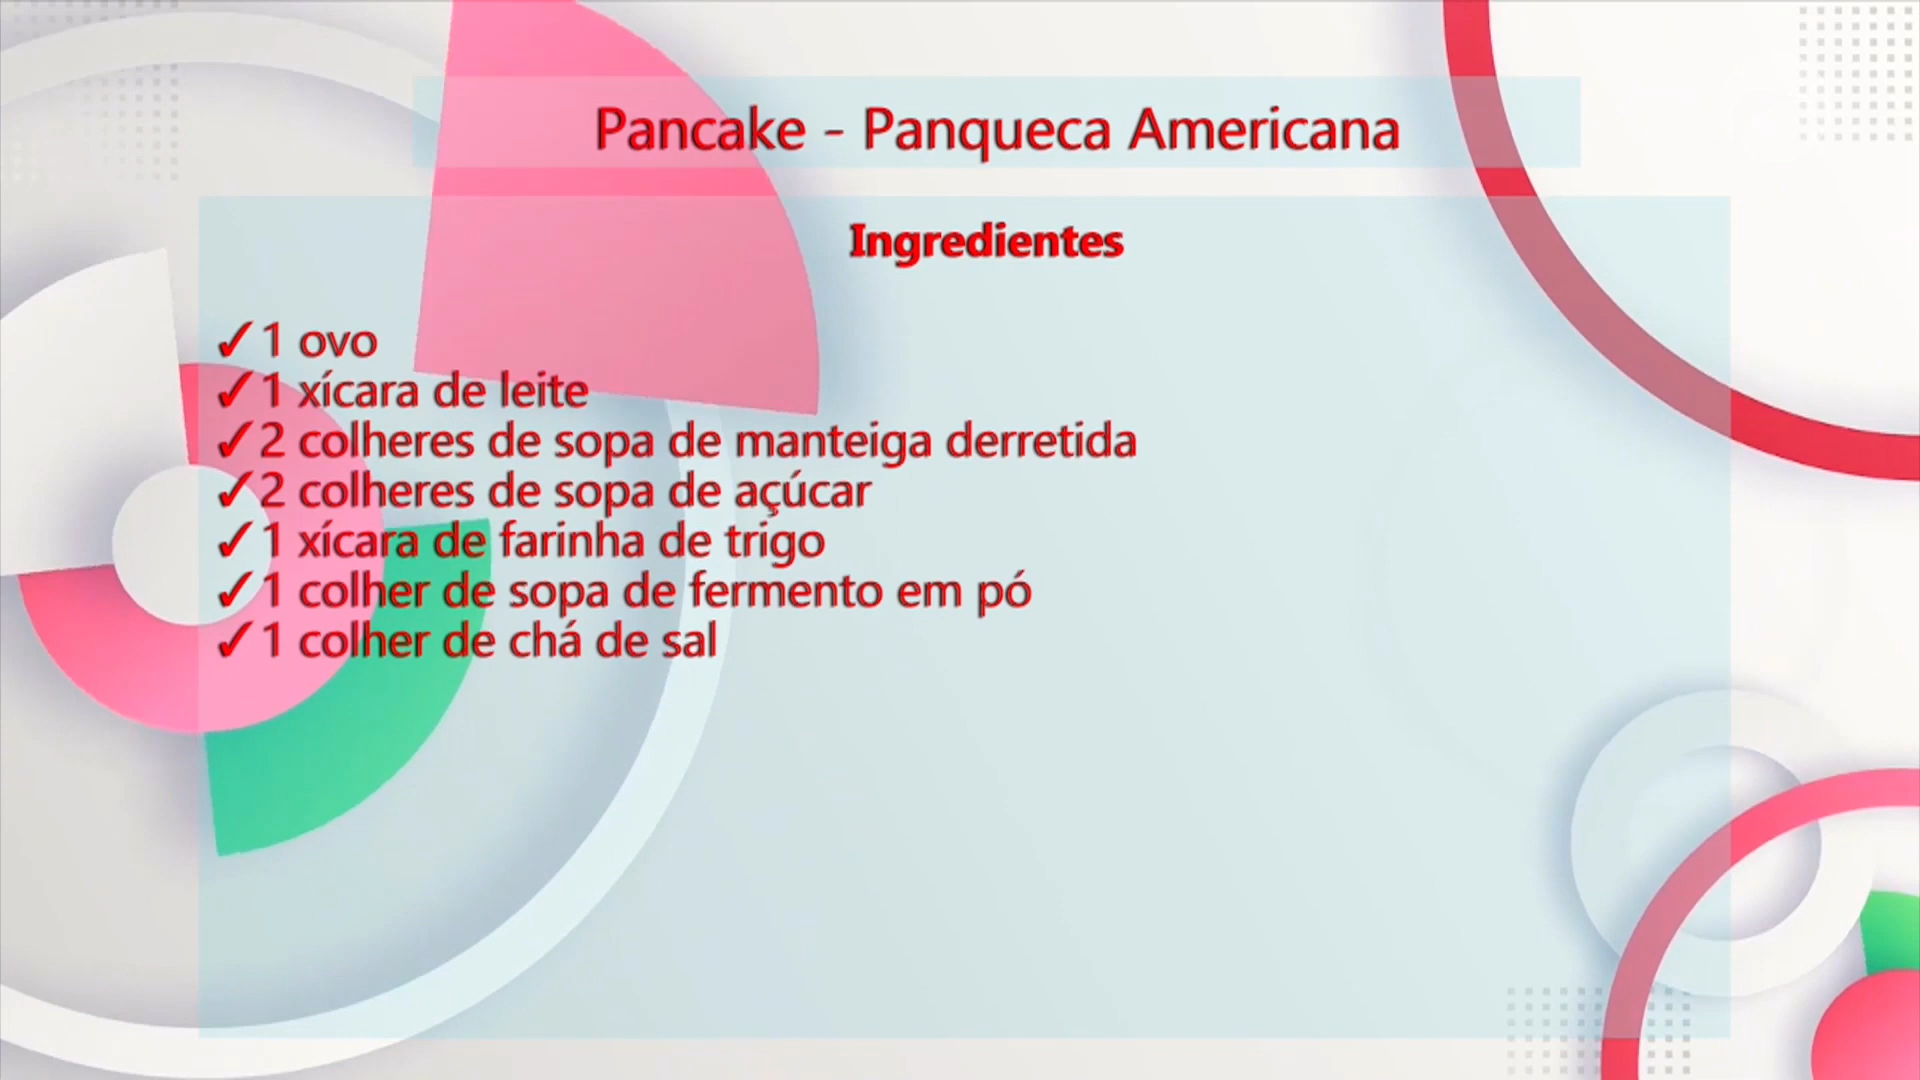 Pancake - Panqueca Americana
Ingredientes
✓1 ovo
✓1 xícara de leite
✓2 colheres de sopa de manteiga derretida
✓2 colheres de sopa de açúcar
✓1 xícara de farinha de trigo
✓1 colher de sopa de fermento em pó
✓1 colher de chá de sal